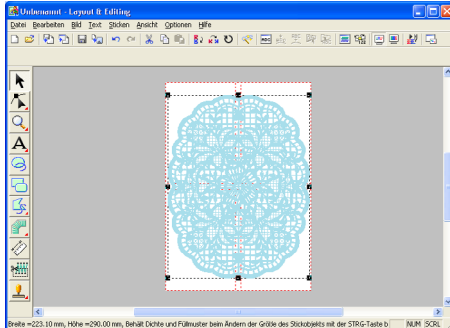 Unbenannt - Layout & Editing
Datei Bearbeiten Bild Text Sticken Ansicht Optionen Hilfe
ABC
A
Breite =223.10 mm, Höhe =290.00 mm, Behält Dichte und Füllmuster beim Ändern der Größe des Stickobjekts mit der STRG-Taste b NUM SCRL